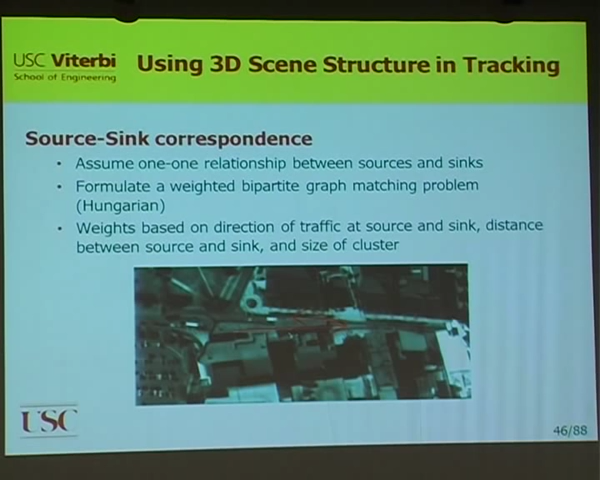 USC Viterbi
School of Engineering
Using 3D Scene Structure in Tracking
Source-Sink correspondence
• Assume one-one relationship between sources and sinks
• Formulate a weighted bipartite graph matching problem
(Hungarian)
• Weights based on direction of traffic at source and sink, distance
between source and sink, and size of cluster
USC
46/88